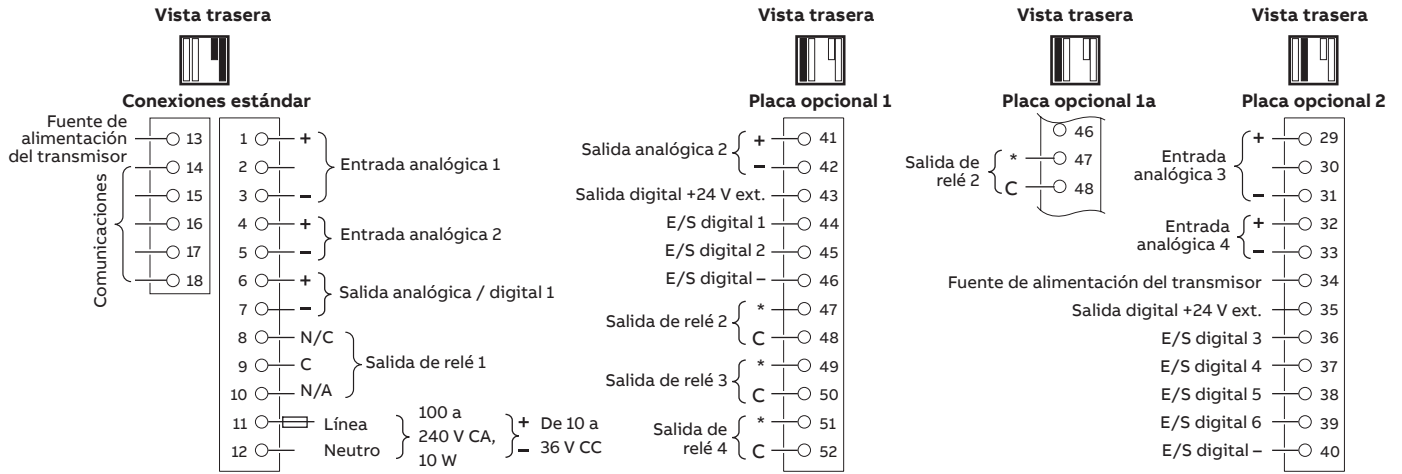 Vista trasera
Conexiones estándar
Fuente de
alimentación
del transmisor
Comunicaciones
13
14
15
16
17
18
1 +
2
3 –
Entrada analógica 1
4 +
5 –
Entrada analógica 2
6 +
7 –
Salida analógica / digital 1
8 N/C
9 C
10 N/A
Salida de relé 1
11 Línea
12 Neutro
100 a
240 V CA,
10 W
+ De 10 a
– 36 V CC
Vista trasera
Placa opcional 1
Salida analógica 2
+ 41
– 42
Salida digital +24 V ext. 43
E/S digital 1 44
E/S digital 2 45
E/S digital – 46
Salida de relé 2
* 47
C 48
Salida de relé 3
* 49
C 50
Salida de
relé 4
* 51
C 52
Vista trasera
Placa opcional 1a
46
Salida de
relé 2
* 47
C 48
Vista trasera
Placa opcional 2
Entrada
analógica 3
+ 29
30
– 31
Entrada
analógica 4
+ 32
– 33
Fuente de alimentación del transmisor 34
Salida digital +24 V ext. 35
E/S digital 3 36
E/S digital 4 37
E/S digital 5 38
E/S digital 6 39
E/S digital – 40